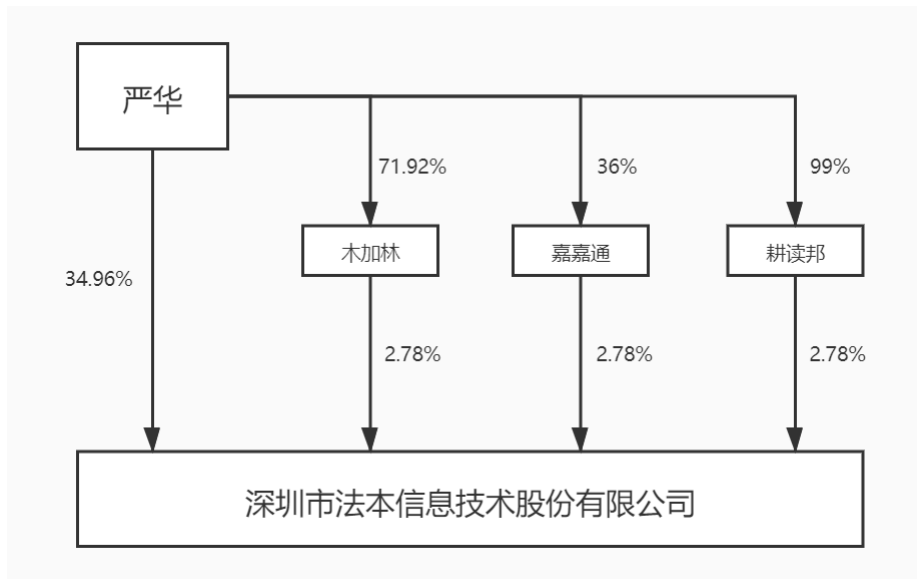 严华
71.92%
36%
99%
木加林
嘉嘉通
耕读邦
34.96%
2.78%
2.78%
2.78%
深圳市法本信息技术股份有限公司